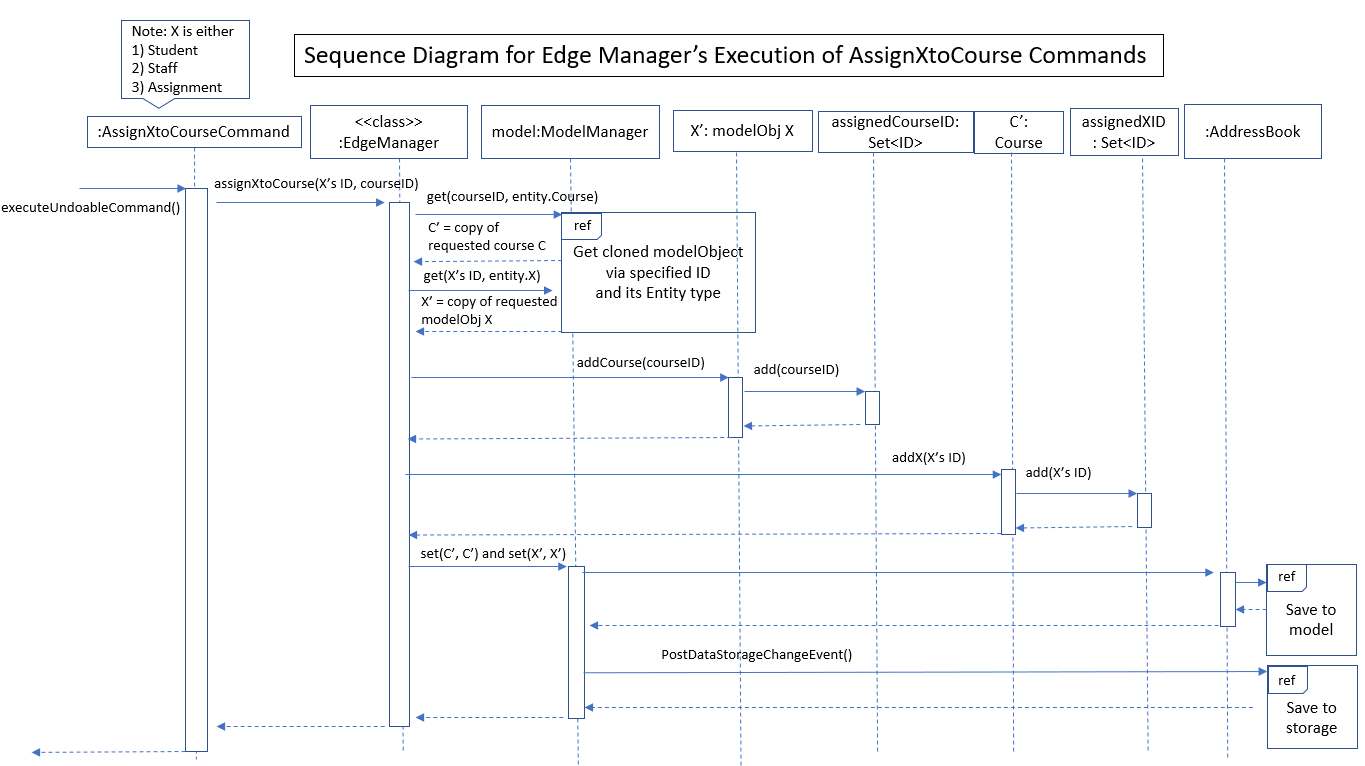 Note: X is either
1) Student
2) Staff
3) Assignment
Sequence Diagram for Edge Manager’s Execution of AssignXtoCourse Commands
:AssignXtoCourseCommand
<<class>>
:EdgeManager
model:ModelManager
X’: modelObj X
assignedCourseID:
Set<ID>
C’:
Course
assignedXID
: Set<ID>
:AddressBook
executeUndoableCommand()
assignXtoCourse(X’s ID, courseID)
get(courseID, entity.Course)
C’ = copy of
requested course C
get(X’s ID, entity.X)
X’ = copy of requested
modelObj X
ref
Get cloned modelObject
via specified ID
and its Entity type
addCourse(courseID)
add(courseID)
addX(X’s ID)
add(X’s ID)
set(C’, C’) and set(X’, X’)
ref
Save to
model
PostDataStorageChangeEvent()
ref
Save to
storage